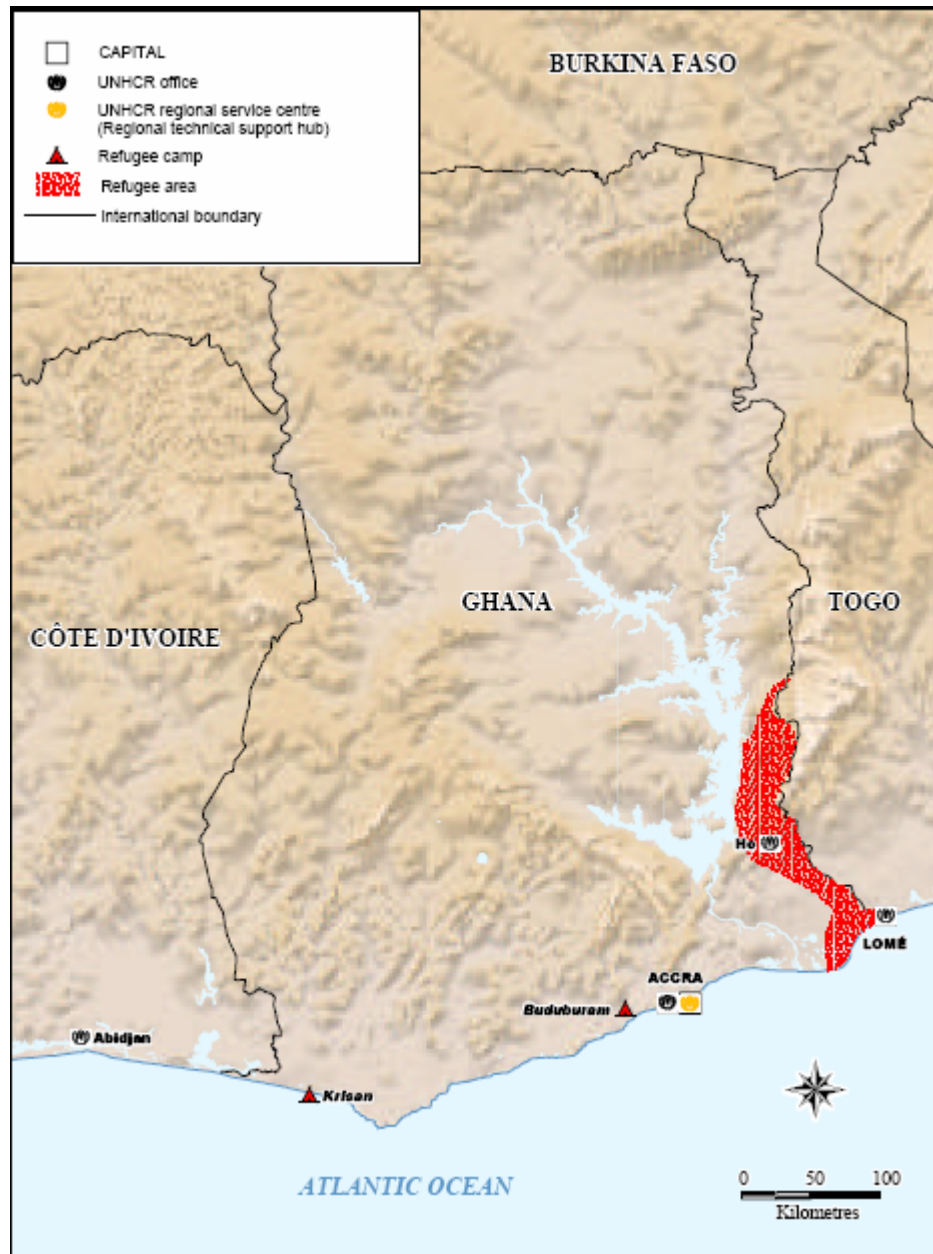 CAPITAL
UNHCR office
UNHCR regional service centre
(Regional technical support hub)
Refugee camp
Refugee area
International boundary
BURKINA FASO
GHANA
TOGO
CÔTE D'IVOIRE
Ho
LOMÉ
ACCRA
Buduburam
Abidjan
Krisan
ATLANTIC OCEAN
0 50 100
Kilometres